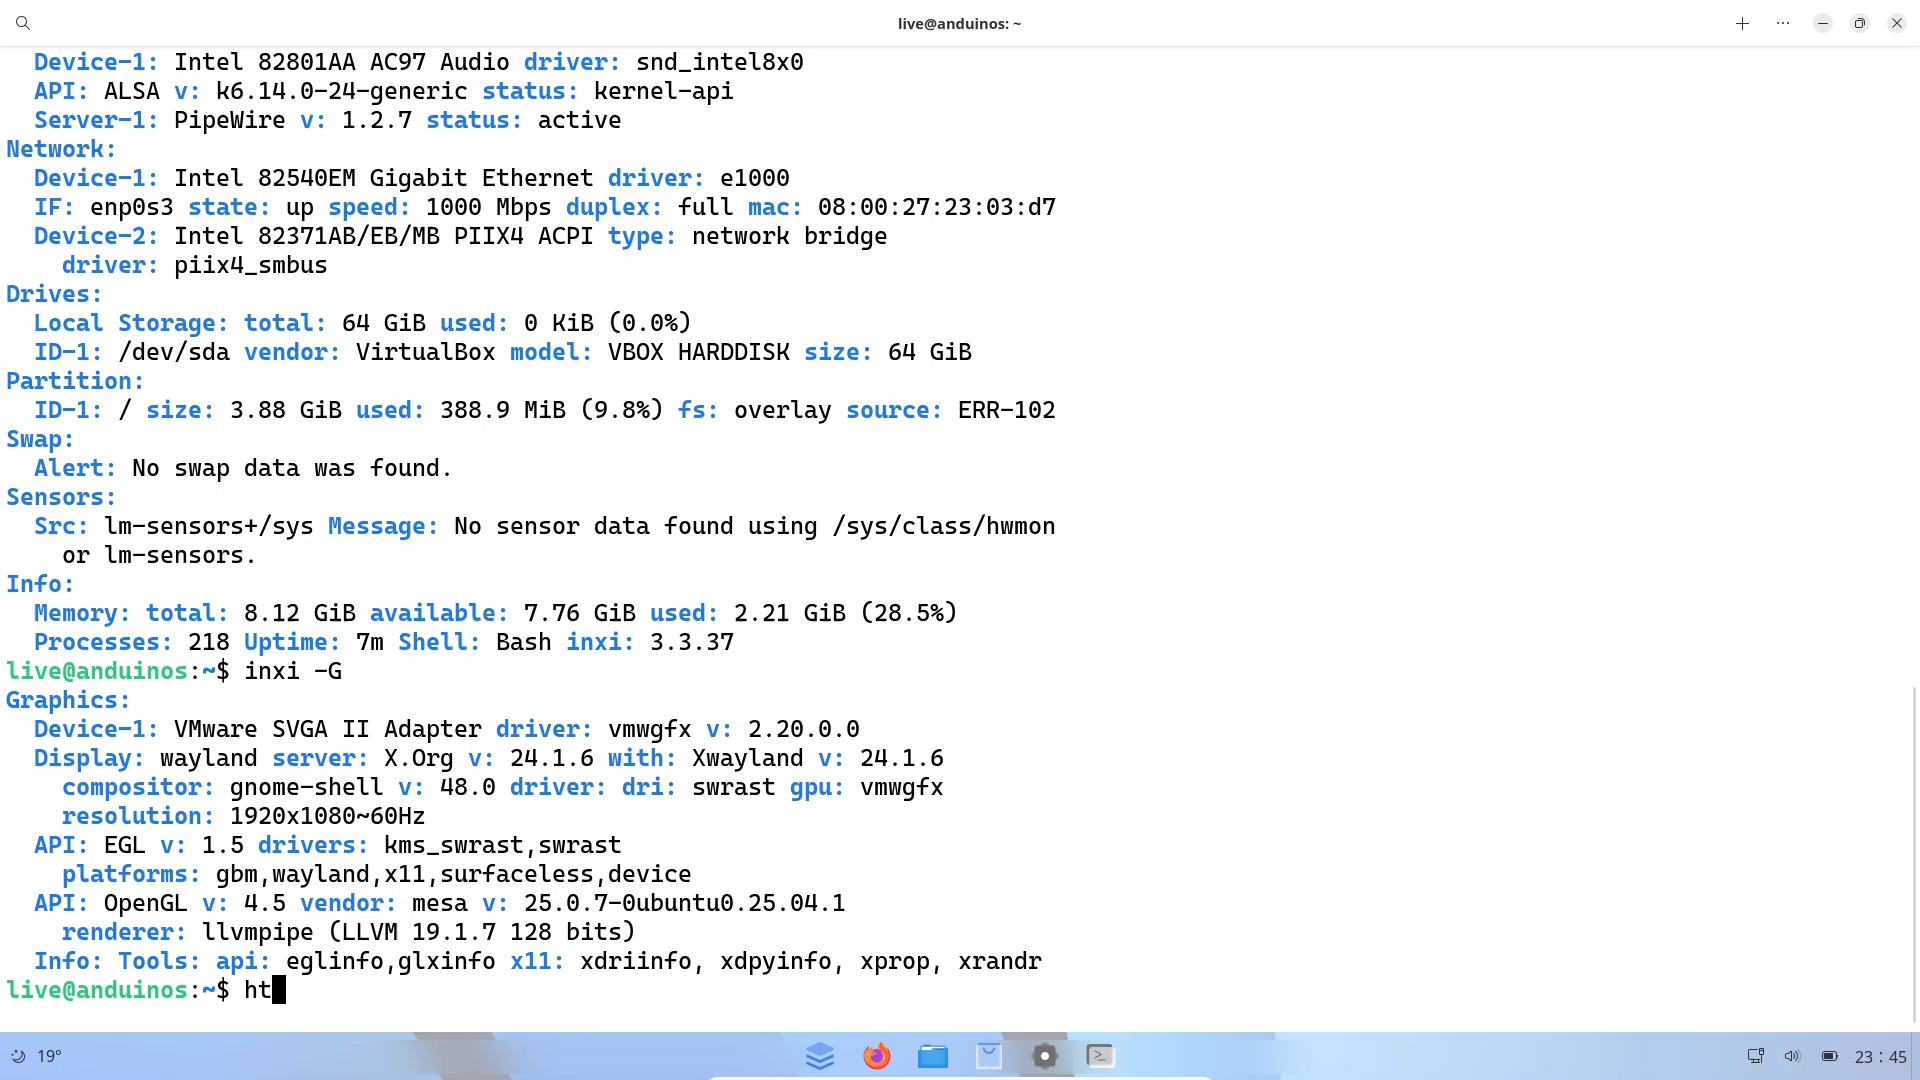 live@anduinos: ~
Device-1: Intel 82801AA AC97 Audio driver: snd_intel8x0
API: ALSA v: k6.14.0-24-generic status: kernel-api
Server-1: PipeWire v: 1.2.7 status: active
Network:
Device-1: Intel 82540EM Gigabit Ethernet driver: e1000
IF: enp0s3 state: up speed: 1000 Mbps duplex: full mac: 08:00:27:23:03:d7
Device-2: Intel 82371AB/EB/MB PIIX4 ACPI type: network bridge
driver: piix4_smbus
Drives:
Local Storage: total: 64 GiB used: 0 KiB (0.0%)
ID-1: /dev/sda vendor: VirtualBox model: VBOX HARDDISK size: 64 GiB
Partition:
ID-1: / size: 3.88 GiB used: 388.9 MiB (9.8%) fs: overlay source: ERR-102
Swap:
Alert: No swap data was found.
Sensors:
Src: lm-sensors+/sys Message: No sensor data found using /sys/class/hwmon
or lm-sensors.
Info:
Memory: total: 8.12 GiB available: 7.76 GiB used: 2.21 GiB (28.5%)
Processes: 218 Uptime: 7m Shell: Bash inxi: 3.3.37
live@anduinos:~$ inxi -G
Graphics:
Device-1: VMware SVGA II Adapter driver: vmwgfx v: 2.20.0.0
Display: wayland server: X.Org v: 24.1.6 with: Xwayland v: 24.1.6
compositor: gnome-shell v: 48.0 driver: dri: swrast gpu: vmwgfx
resolution: 1920x1080~60Hz
API: EGL v: 1.5 drivers: kms_swrast,swrast
platforms: gbm,wayland,x11,surfaceless,device
API: OpenGL v: 4.5 vendor: mesa v: 25.0.7-0ubuntu0.25.04.1
renderer: llvmpipe (LLVM 19.1.7 128 bits)
Info: Tools: api: eglinfo,glxinfo x11: xdriinfo, xdpyinfo, xprop, xrandr
live@anduinos:~$ ht
19°
23 : 45